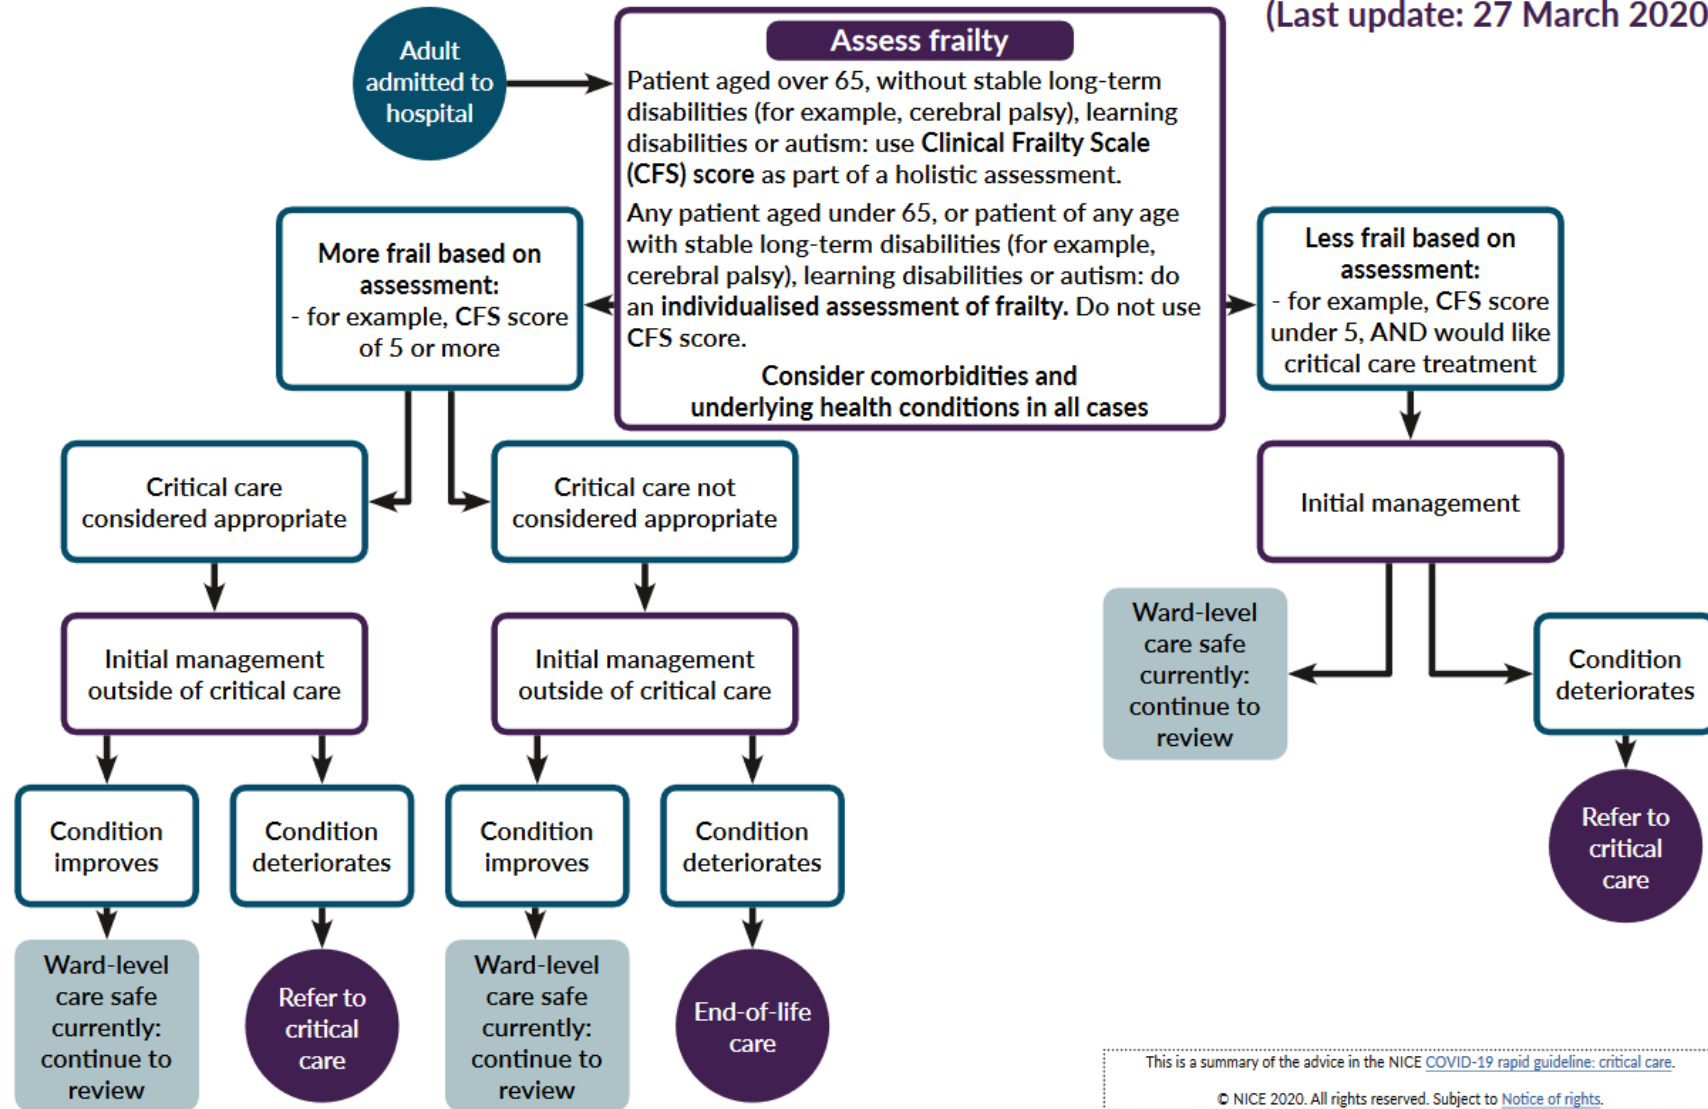 (Last update: 27 March 2020
Adult
admitted to
hospital
Assess frailty
Patient aged over 65, without stable long-term
disabilities (for example, cerebral palsy), learning
disabilities or autism: use Clinical Frailty Scale
(CFS) score as part of a holistic assessment.
Any patient aged under 65, or patient of any age
with stable long-term disabilities (for example,
cerebral palsy), learning disabilities or autism: do
an individualised assessment of frailty. Do not use
CFS score.
Consider comorbidities and
underlying health conditions in all cases
More frail based on
assessment:
- for example, CFS score
of 5 or more
Less frail based on
assessment:
- for example, CFS score
under 5, AND would like
critical care treatment
Critical care
considered appropriate
Critical care not
considered appropriate
Initial management
Initial management
outside of critical care
Initial management
outside of critical care
Ward-level
care safe
currently:
continue to
review
Condition
deteriorates
Condition
improves
Condition
deteriorates
Condition
improves
Condition
deteriorates
Refer to
critical
care
Ward-level
care safe
currently:
continue to
review
Refer to
critical
care
Ward-level
care safe
currently:
continue to
review
End-of-life
care
This is a summary of the advice in the NICE COVID-19 rapid guideline: critical care.
© NICE 2020. All rights reserved. Subject to Notice of rights.